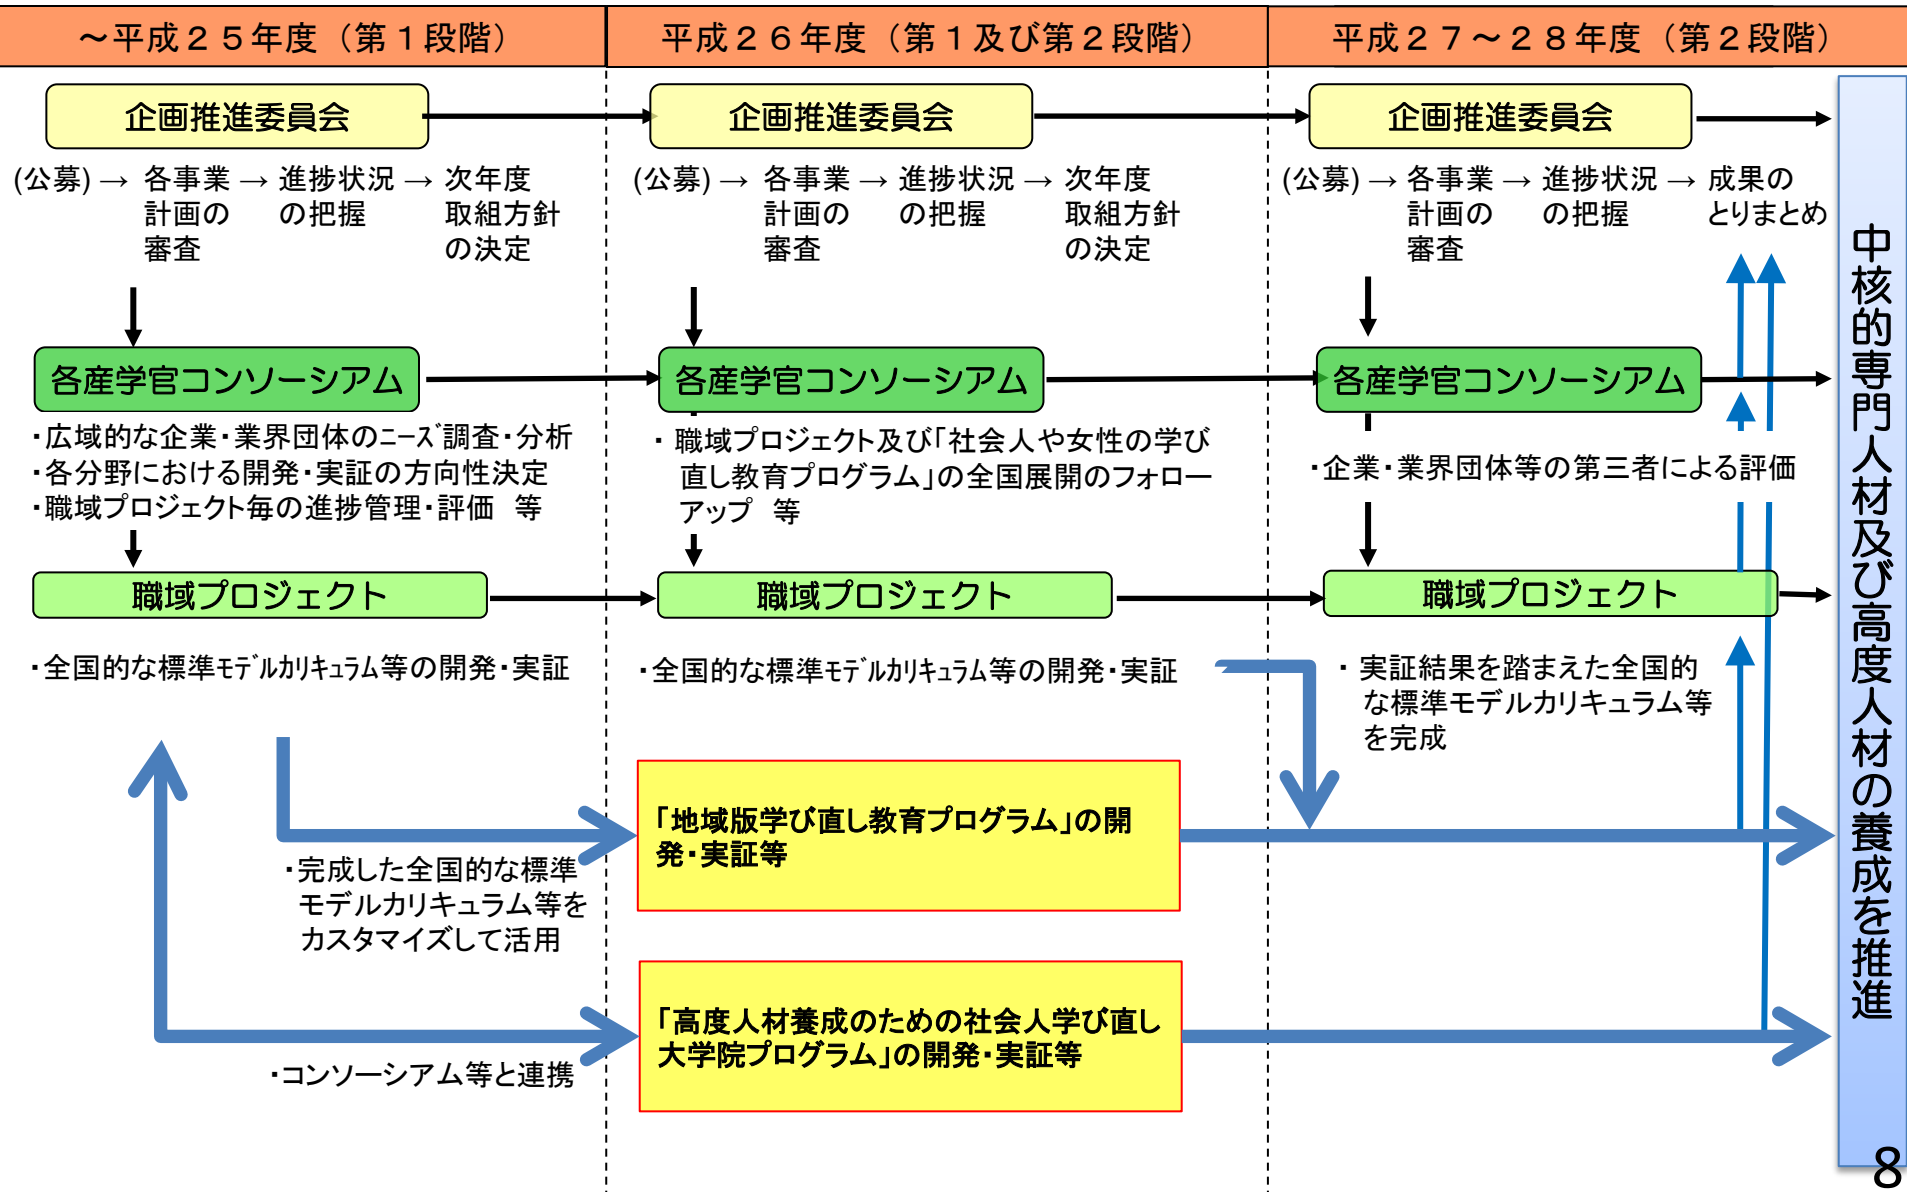 ～平成２５年度（第１段階）
平成２６年度（第１及び第２段階）
平成２７～２８年度（第２段階）
企画推進委員会
(公募)→ 各事業 → 進捗状況 → 次年度
計画の　の把握　取組方針
審査　の決定
各産学官コンソーシアム
・広域的な企業・業界団体のﾆｰｽﾞ調査・分析
・各分野における開発・実証の方向性決定
・職域プロジェクト毎の進捗管理・評価　等
職域プロジェクト
・全国的な標準ﾓﾃﾞﾙｶﾘｷｭﾗﾑ等の開発・実証
・完成した全国的な標準
モデルカリキュラム等を
カスタマイズして活用
・コンソーシアム等と連携
企画推進委員会
(公募)→ 各事業 → 進捗状況 → 次年度
計画の　の把握　取組方針
審査　の決定
各産学官コンソーシアム
・ 職域プロジェクト及び「社会人や女性の学び
直し教育プログラム」の全国展開のフォロー
アップ　等
職域プロジェクト
・全国的な標準ﾓﾃﾞﾙｶﾘｷｭﾗﾑ等の開発・実証
「地域版学び直し教育プログラム」の開
発・実証等
「高度人材養成のための社会人学び直し
大学院プログラム」の開発・実証等
企画推進委員会
(公募)→ 各事業 → 進捗状況 → 成果の
計画の　の把握　とりまとめ
審査
各産学官コンソーシアム
・企業・業界団体等の第三者による評価
職域プロジェクト
・ 実証結果を踏まえた全国的
な標準モデルカリキュラム等
を完成
中核的専門人材及び高度人材の養成を推進
8